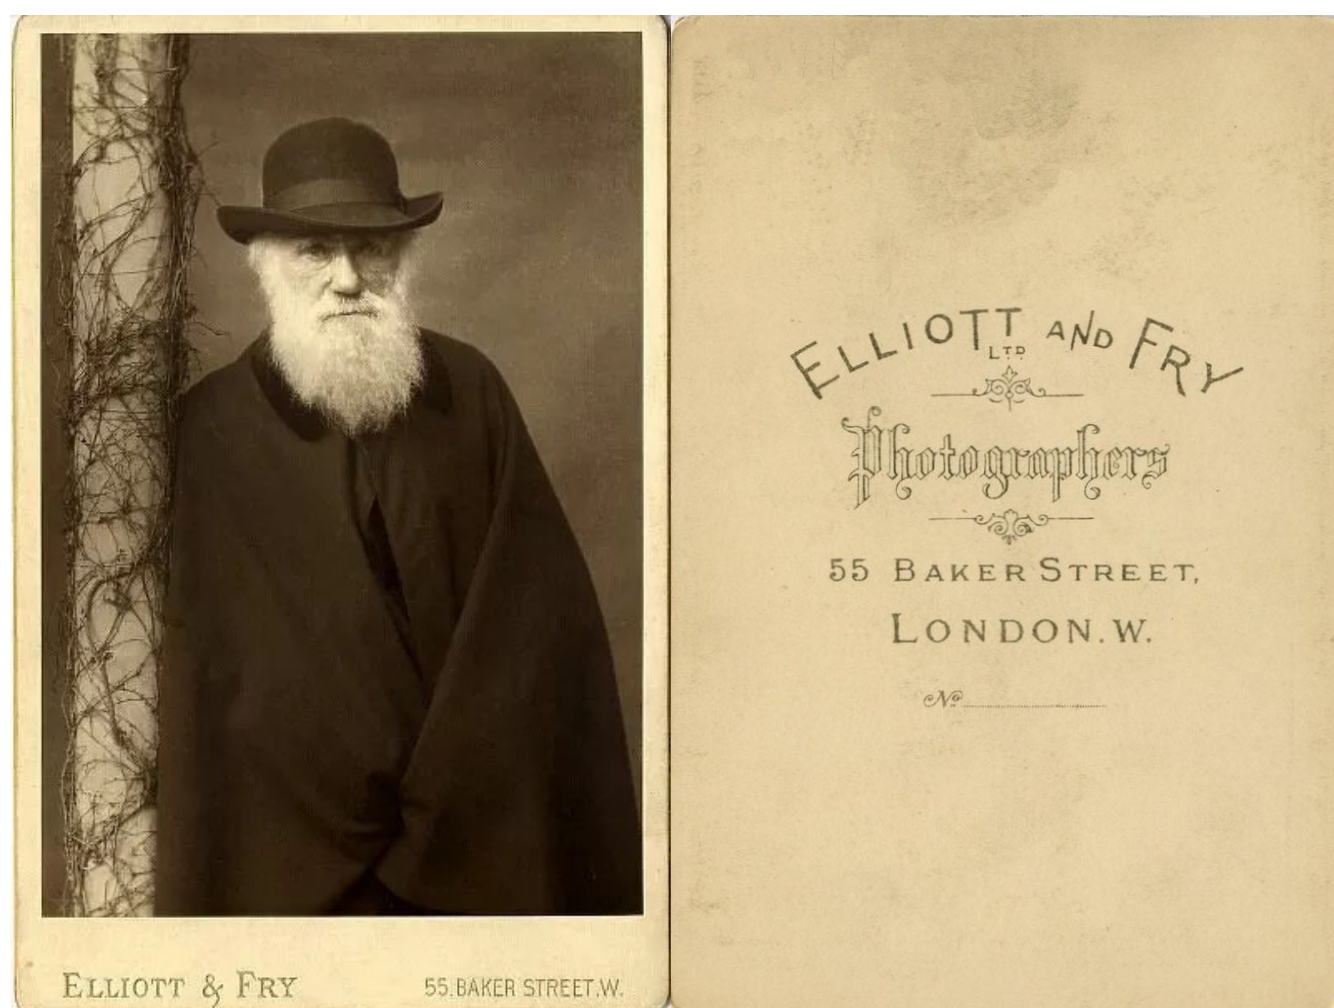 ELLIOTT & FRY
55.BAKER STREET.W.
ELLIOTT AND FRY
LTD
Photographers
55 BAKER STREET,
LONDON.W.
No